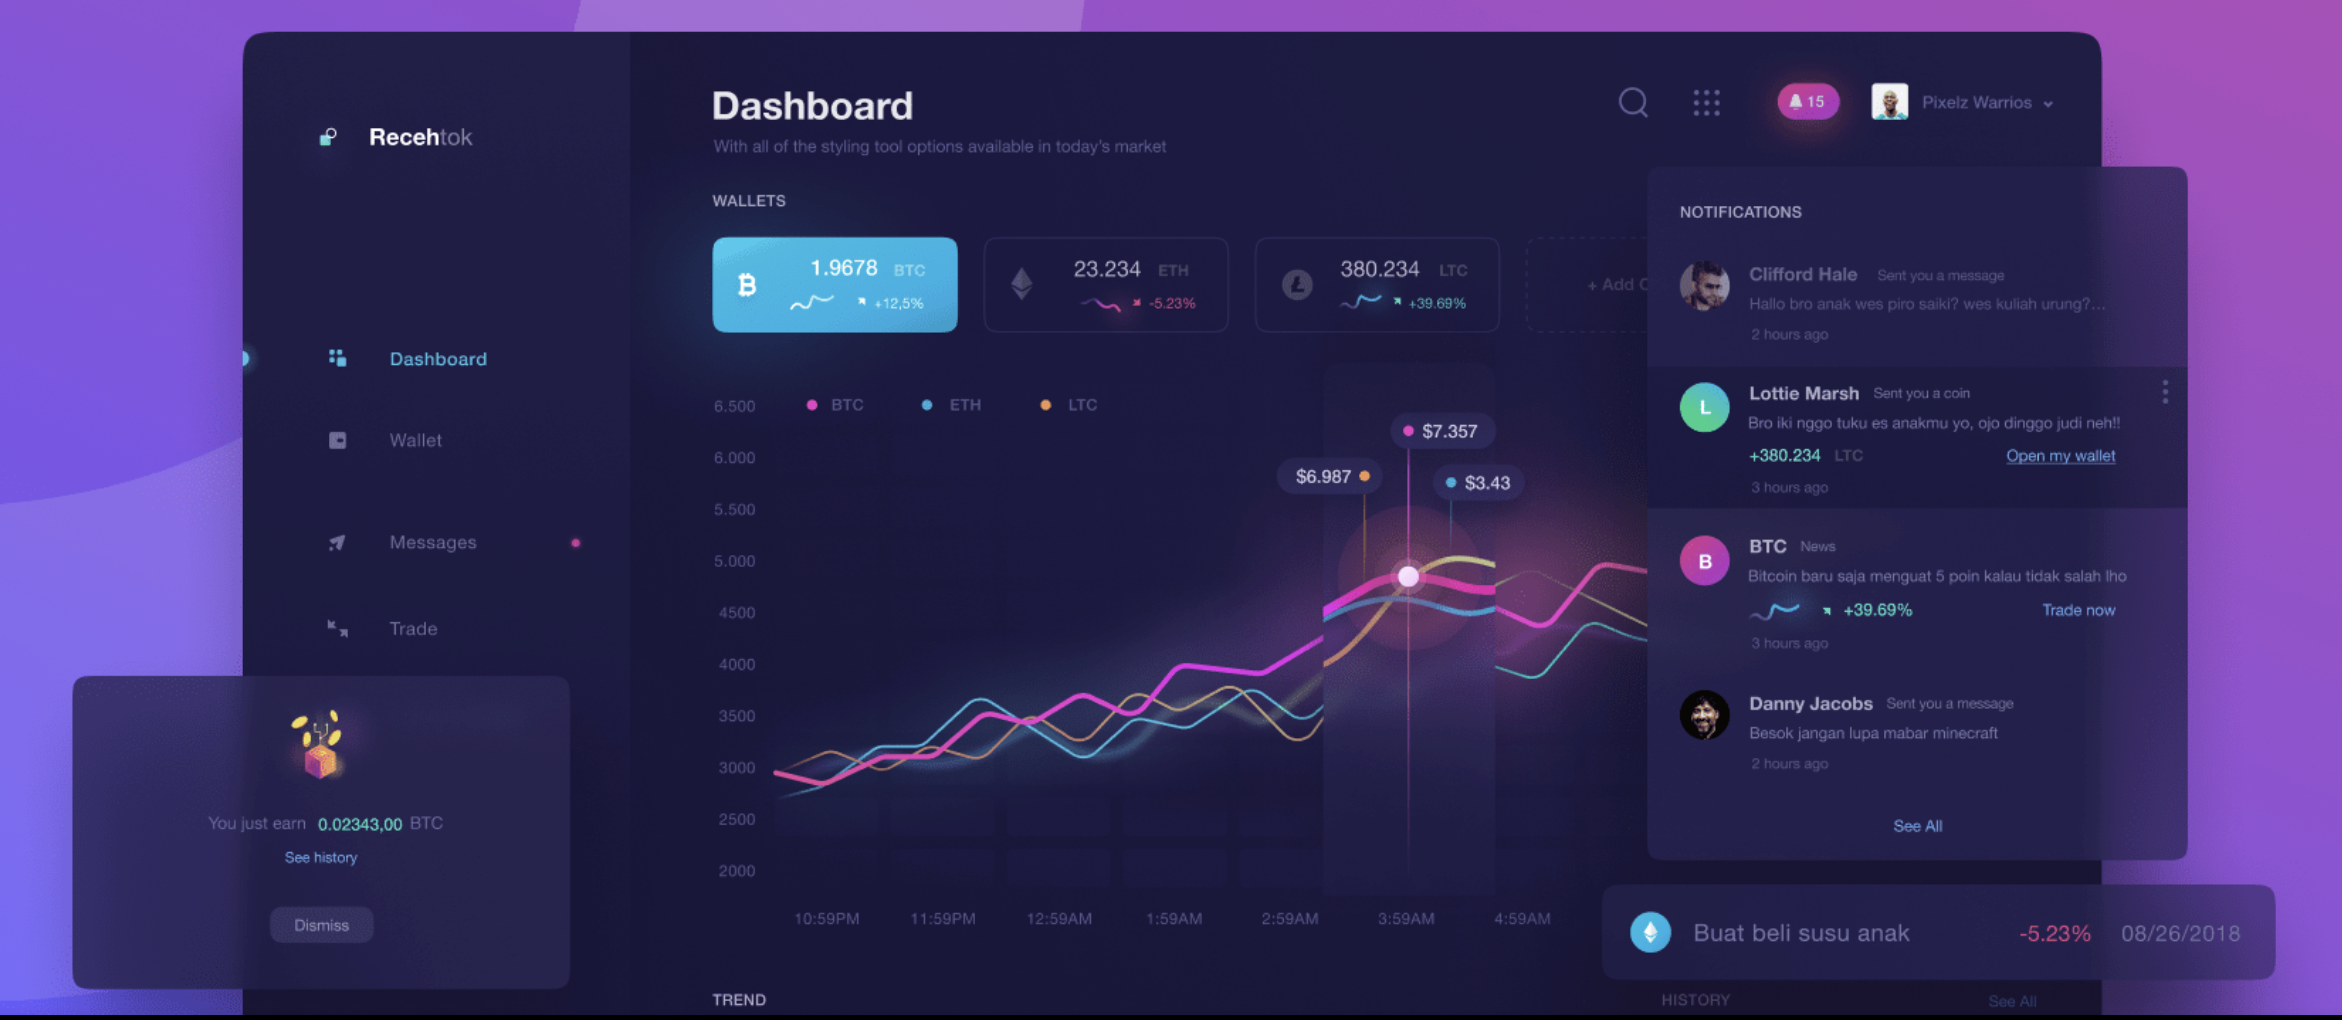 Recehtok
Dashboard
Wallet
Messages
Trade
You just earn 0.02343,00 BTC
See history
Dismiss
Dashboard
With all of the styling tool options available in today's market
15
Pixelz Warrios
WALLETS
1.9678 BTC
+12,5%
23.234 ETH
-5.23%
380.234 LTC
+39.69%
+ Add C
BTC ETH LTC
6.500
6.000
5.500
5.000
4500
4000
3500
3000
2500
2000
$7.357
$6.987
$3.43
10:59PM 11:59PM 12:59AM 1:59AM 2:59AM 3:59AM 4:59AM
TREND
NOTIFICATIONS
Clifford Hale Sent you a message
Hallo bro anak wes piro saiki? wes kuliah urung?...
2 hours ago
L
Lottie Marsh Sent you a coin
Bro iki nggo tuku es anakmu yo, ojo dinggo judi neh!!
+380.234 LTC Open my wallet
3 hours ago
B
BTC News
Bitcoin baru saja menguat 5 poin kalau tidak salah lho
+39.69% Trade now
3 hours ago
Danny Jacobs Sent you a message
Besok jangan lupa mabar minecraft
2 hours ago
See All
Buat beli susu anak -5.23% 08/26/2018
HISTORY See All